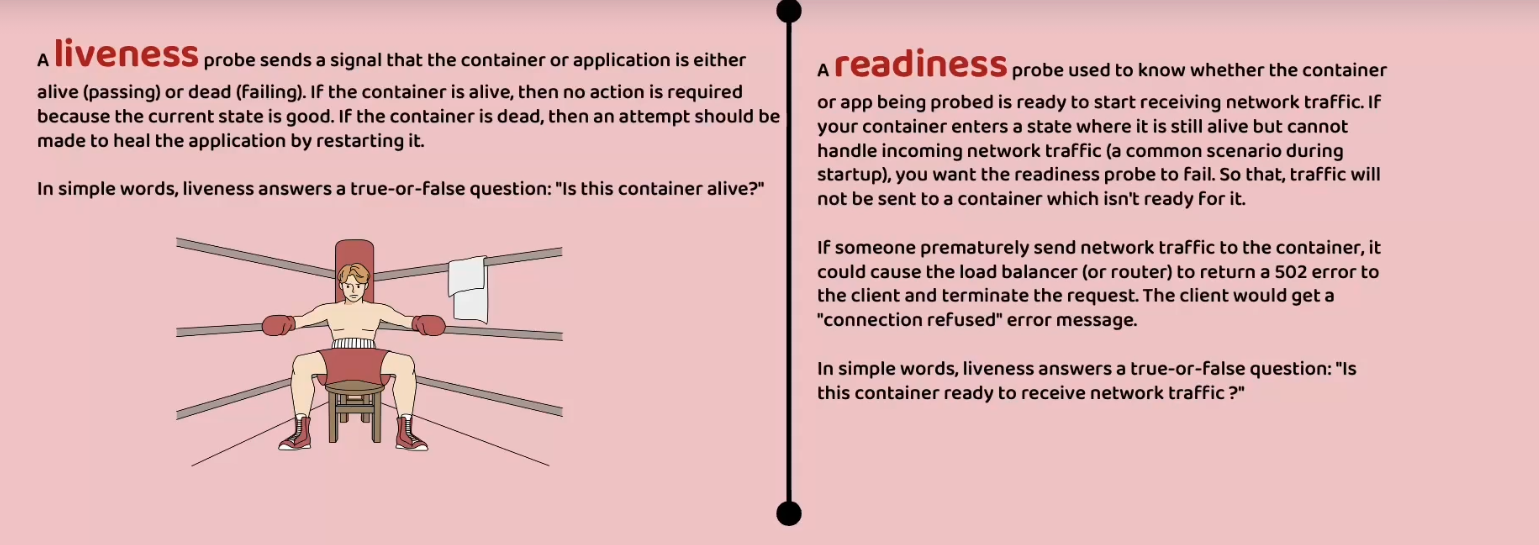 A liveness probe sends a signal that the container or application is either
alive (passing) or dead (failing). If the container is alive, then no action is required
because the current state is good. If the container is dead, then an attempt should be
made to heal the application by restarting it.
In simple words, liveness answers a true-or-false question: "Is this container alive?"
A readiness probe used to know whether the container
or app being probed is ready to start receiving network traffic. If
your container enters a state where it is still alive but cannot
handle incoming network traffic (a common scenario during
startup), you want the readiness probe to fail. So that, traffic will
not be sent to a container which isn't ready for it.
If someone prematurely send network traffic to the container, it
could cause the load balancer (or router) to return a 502 error to
the client and terminate the request. The client would get a
"connection refused" error message.
In simple words, liveness answers a true-or-false question: "Is
this container ready to receive network traffic ?"